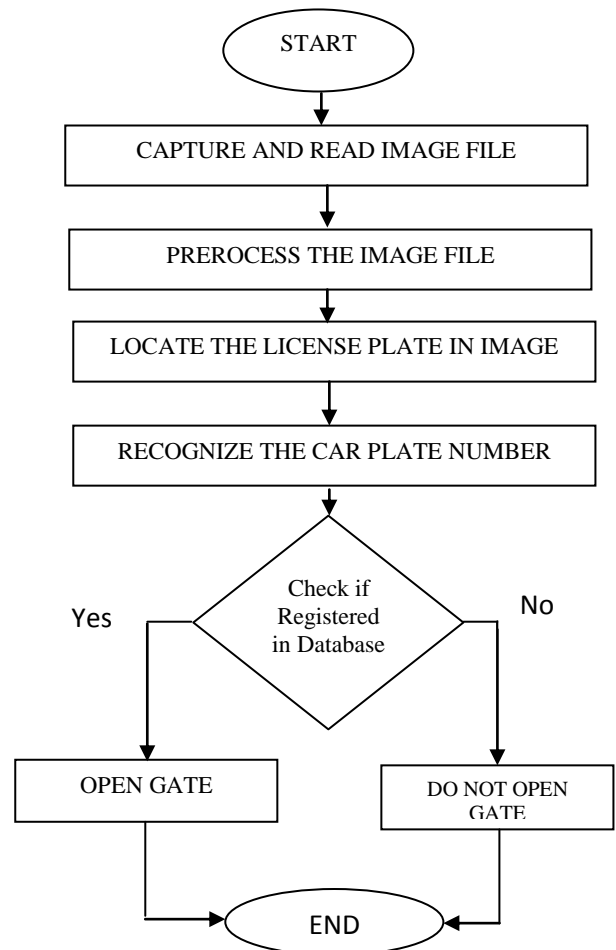 START
CAPTURE AND READ IMAGE FILE
PREROCESS THE IMAGE FILE
LOCATE THE LICENSE PLATE IN IMAGE
RECOGNIZE THE CAR PLATE NUMBER
Check if
Registered
in Database
Yes
No
OPEN GATE
DO NOT OPEN
GATE
END